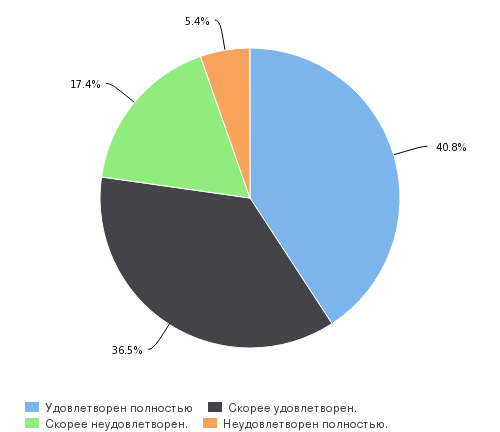 5.4%
17.4%
40.8%
36.5%
Удовлетворен полностью Скорее удовлетворен.
Скорее неудовлетворен. Неудовлетворен полностью.